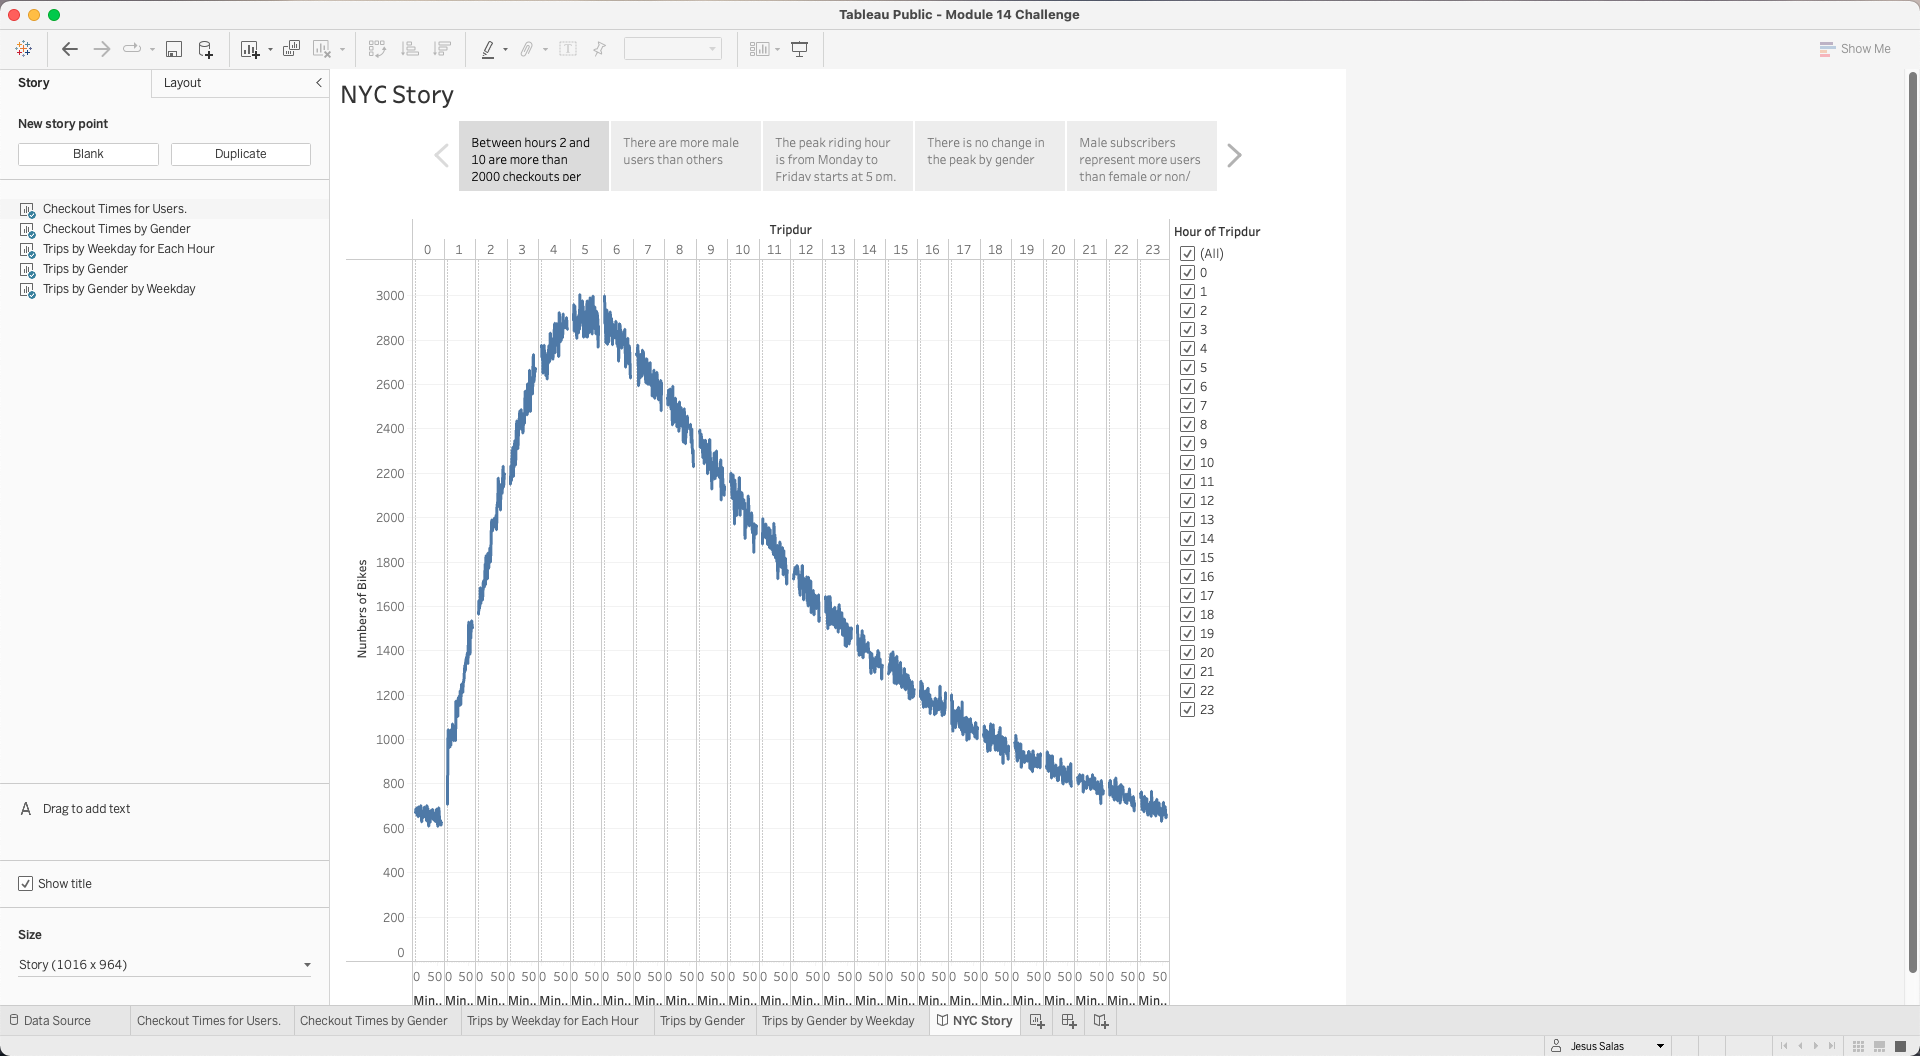 Tableau Public - Module 14 Challenge
Show Me
Story
Layout
New story point
Blank
Duplicate
Checkout Times for Users.
Checkout Times by Gender
Trips by Weekday for Each Hour
Trips by Gender
Trips by Gender by Weekday
A Drag to add text
Show title
Size
Story (1016 x 964)
NYC Story
Between hours 2 and
10 are more than
2000 checkouts per
There are more male
users than others
The peak riding hour
is from Monday to
Friday starts at 5 pm.
There is no change in
the peak by gender
Male subscribers
represent more users
than female or non/
Tripdur
0 1 2 3 4 5 6 7 8 9 10 11 12 13 14 15 16 17 18 19 20 21 22 23
Numbers of Bikes
3000
2800
2600
2400
2200
2000
1800
1600
1400
1200
1000
800
600
400
200
0
0 50 0 50 0 50 0 50 0 50 0 50 0 50 0 50 0 50 0 50 0 50 0 50 0 50 0 50 0 50 0 50 0 50 0 50 0 50 0 50 0 50 0 50 0 50 0 50
Min.. Min.. Min.. Min.. Min.. Min.. Min.. Min.. Min.. Min.. Min.. Min.. Min.. Min.. Min.. Min.. Min.. Min.. Min.. Min.. Min.. Min.. Min.. Min..
Hour of Tripdur
(All)
0
1
2
3
4
5
6
7
8
9
10
11
12
13
14
15
16
17
18
19
20
21
22
23
Data Source
Checkout Times for Users.
Checkout Times by Gender
Trips by Weekday for Each Hour
Trips by Gender
Trips by Gender by Weekday
NYC Story
Jesus Salas